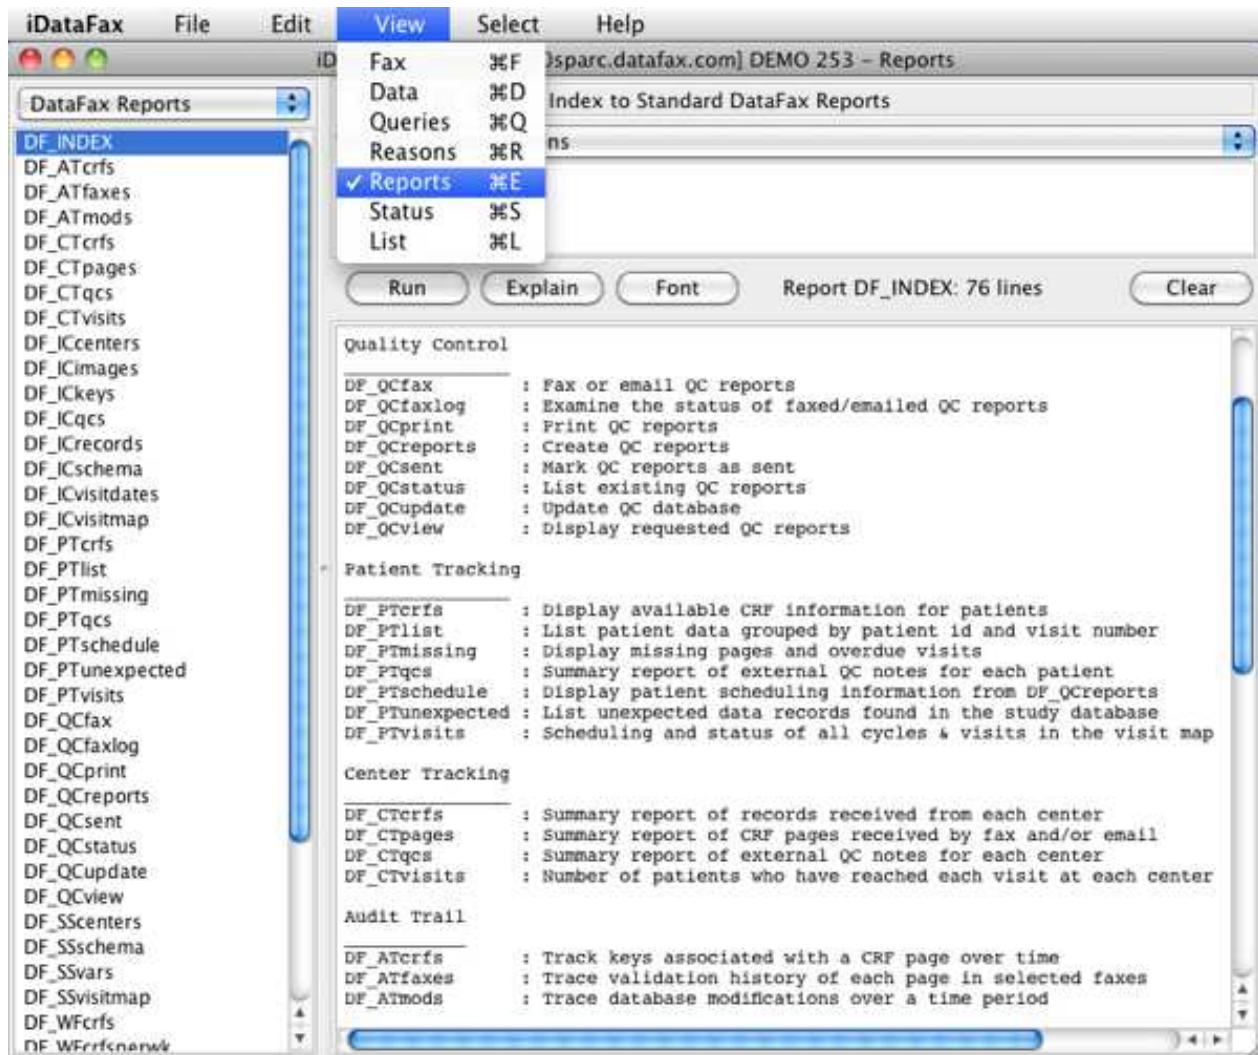 iDataFax File Edit View Select Help
iD sparc.datafax.com] DEMO 253 – Reports
Fax ⌘F
Data ⌘D
Queries ⌘Q
Reasons ⌘R
✓ Reports ⌘E
Status ⌘S
List ⌘L
DataFax Reports
Index to Standard DataFax Reports
ns
DF_INDEX
DF_ATcrfs
DF_ATfaxes
DF_ATmods
DF_CTcrfs
DF_CTpages
DF_CTqcs
DF_CTvisits
DF_ICcenters
DF_ICimages
DF_ICkeys
DF_ICqcs
DF_ICrecords
DF_ICschema
DF_ICvisitdates
DF_ICvisitmap
DF_PTcrfs
DF_PTlist
DF_PTmissing
DF_PTqcs
DF_PTschedule
DF_PTunexpected
DF_PTvisits
DF_QCfax
DF_QCfaxlog
DF_QCprint
DF_QCreports
DF_QCsent
DF_QCstatus
DF_QCupdate
DF_QCview
DF_SScenters
DF_SSschema
DF_SSvars
DF_SSvisitmap
DF_WFcrfs
DF_WFcrfsperwk
Run Explain Font Report DF_INDEX: 76 lines Clear
Quality Control
DF_QCfax : Fax or email QC reports
DF_QCfaxlog : Examine the status of faxed/emailed QC reports
DF_QCprint : Print QC reports
DF_QCreports : Create QC reports
DF_QCsent : Mark QC reports as sent
DF_QCstatus : List existing QC reports
DF_QCupdate : Update QC database
DF_QCview : Display requested QC reports
Patient Tracking
DF_PTcrfs : Display available CRF information for patients
DF_PTlist : List patient data grouped by patient id and visit number
DF_PTmissing : Display missing pages and overdue visits
DF_PTqcs : Summary report of external QC notes for each patient
DF_PTschedule : Display patient scheduling information from DF_QCreports
DF_PTunexpected : List unexpected data records found in the study database
DF_PTvisits : Scheduling and status of all cycles & visits in the visit map
Center Tracking
DF_CTcrfs : Summary report of records received from each center
DF_CTpages : Summary report of CRF pages received by fax and/or email
DF_CTqcs : Summary report of external QC notes for each center
DF_CTvisits : Number of patients who have reached each visit at each center
Audit Trail
DF_ATcrfs : Track keys associated with a CRF page over time
DF_ATfaxes : Trace validation history of each page in selected faxes
DF_ATmods : Trace database modifications over a time period